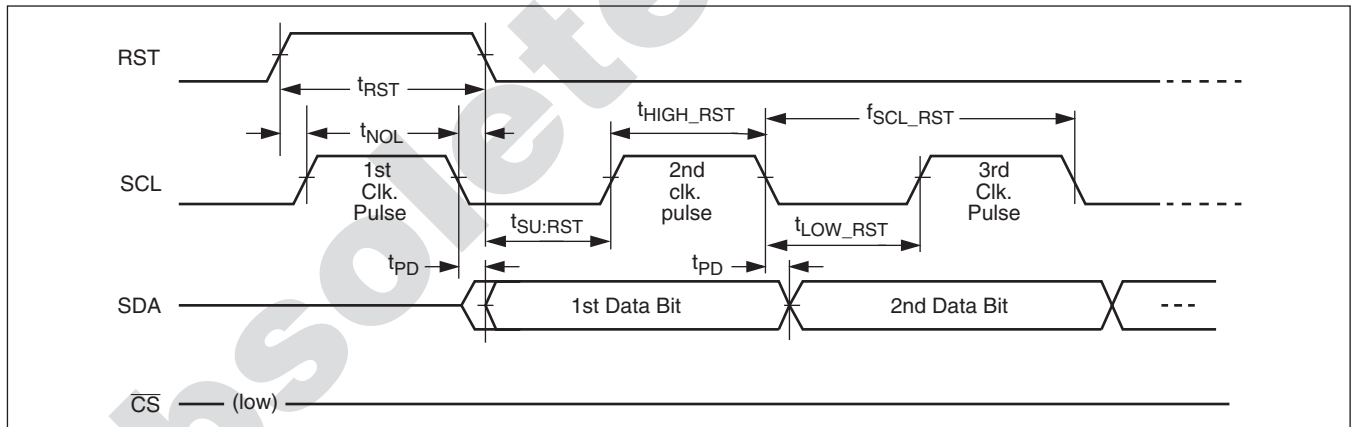 RST
tRST
tNOL
tHIGH_RST
fSCL_RST
SCL
1st
Clk.
Pulse
2nd
clk.
pulse
3rd
Clk.
Pulse
tSU:RST
tLOW_RST
tPD
tPD
SDA
1st Data Bit
2nd Data Bit
CS
(low)
bsolete